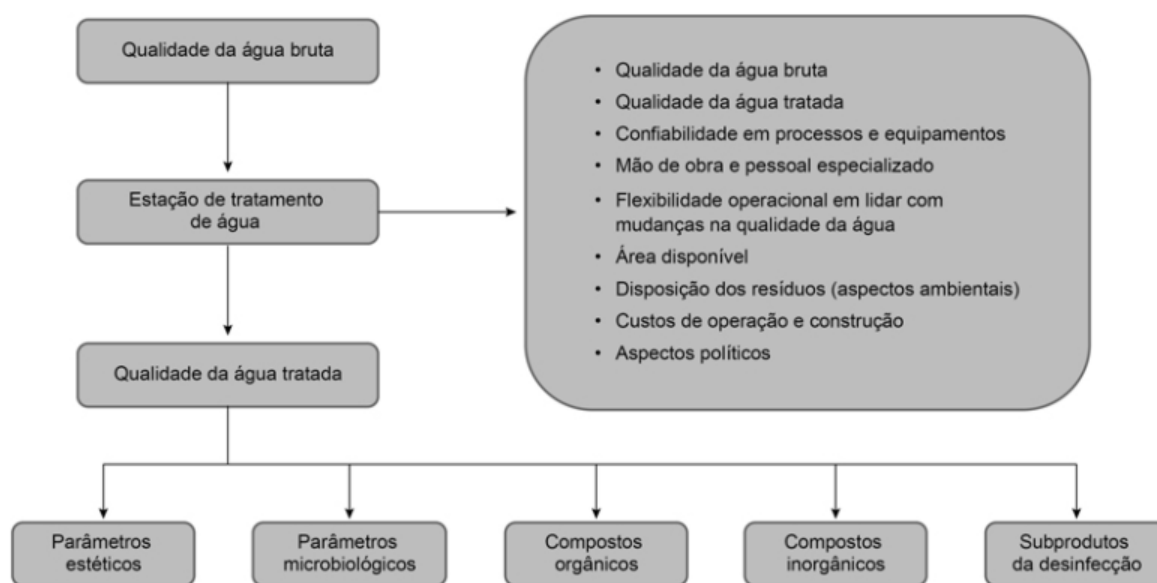 Qualidade da água bruta
Estação de tratamento
de água
Qualidade da água tratada
• Qualidade da água bruta
• Qualidade da água tratada
• Confiabilidade em processos e equipamentos
• Mão de obra e pessoal especializado
• Flexibilidade operacional em lidar com
mudanças na qualidade da água
• Área disponível
• Disposição dos resíduos (aspectos ambientais)
• Custos de operação e construção
• Aspectos políticos
Parâmetros
estéticos
Parâmetros
microbiológicos
Compostos
orgânicos
Compostos
inorgânicos
Subprodutos
da desinfecção